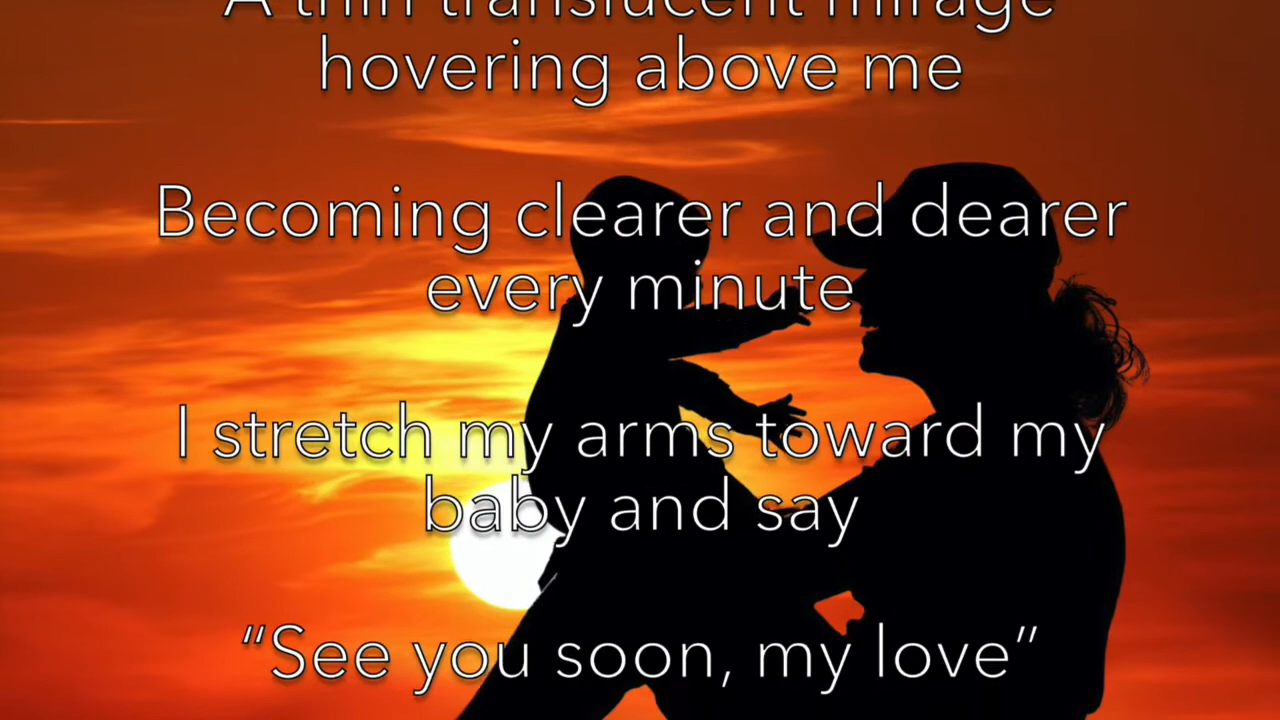 A thin translucent mirage
hovering above me
Becoming clearer and dearer
every minute
I stretch my arms toward my
baby and say
“See you soon, my love”